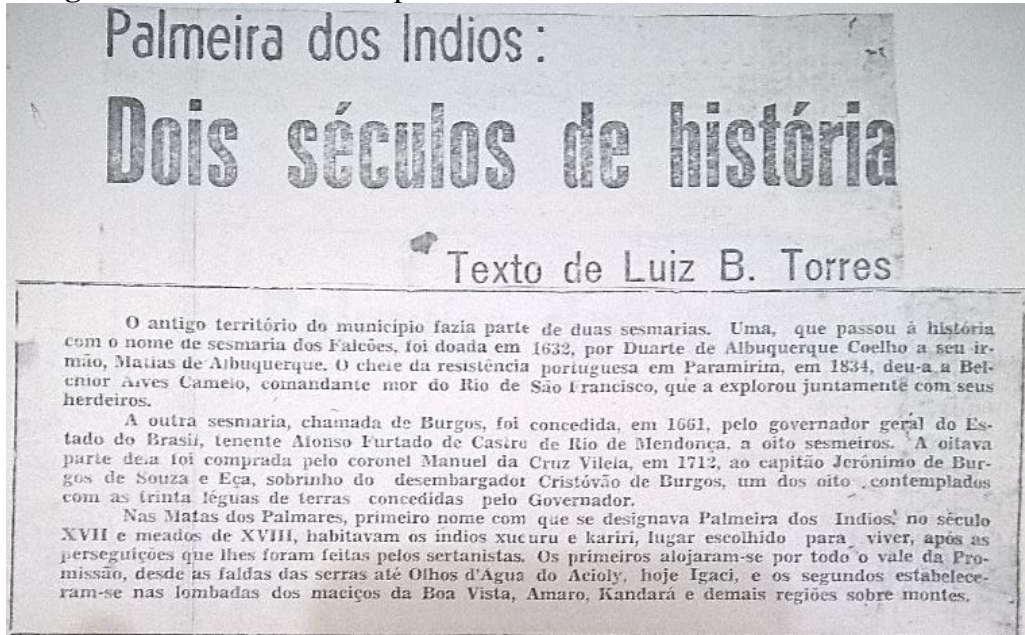 Palmeira dos Indios:
Dois séculos de história
Texto de Luiz B. Torres
O antigo território do município fazia parte de duas sesmarias. Uma, que passou à história
com o nome de sesmaria dos Falcões, foi doada em 1632, por Duarte de Albuquerque Coelho a seu ir-
mão, Matias de Albuquerque. O chefe da resistência portuguesa em Paramirim, em 1834, deu-a a Bel-
chior Alves Camelo, comandante mor do Rio de São Francisco, que a explorou juntamente com seus
herdeiros.
A outra sesmaria, chamada de Burgos, foi concedida, em 1661, pelo governador geral do Es-
tado do Brasil, tenente Afonso Furtado de Castro de Rio de Mendonça, a oito sesmeiros. A oitava
parte dela foi comprada pelo coronel Manuel da Cruz Vilela, em 1712, ao capitão Jerônimo de Bur-
gos de Souza e Eça, sobrinho do desembargador Cristóvão de Burgos, um dos oito contemplados
com as trinta léguas de terras concedidas pelo Governador.
Nas Matas dos Palmares, primeiro nome com que se designava Palmeira dos Indios, no século
XVII e meados de XVIII, habitavam os índios xucuru e kariri, lugar escolhido para viver, após as
perseguições que lhes foram feitas pelos sertanistas. Os primeiros alojaram-se por todo o vale da Pro-
missão, desde as faldas das serras até Olhos d'Água do Acioly, hoje Igaci, e os segundos estabelece-
ram-se nas lombadas dos maciços da Boa Vista, Amaro, Kandará e demais regiões sobre montes.